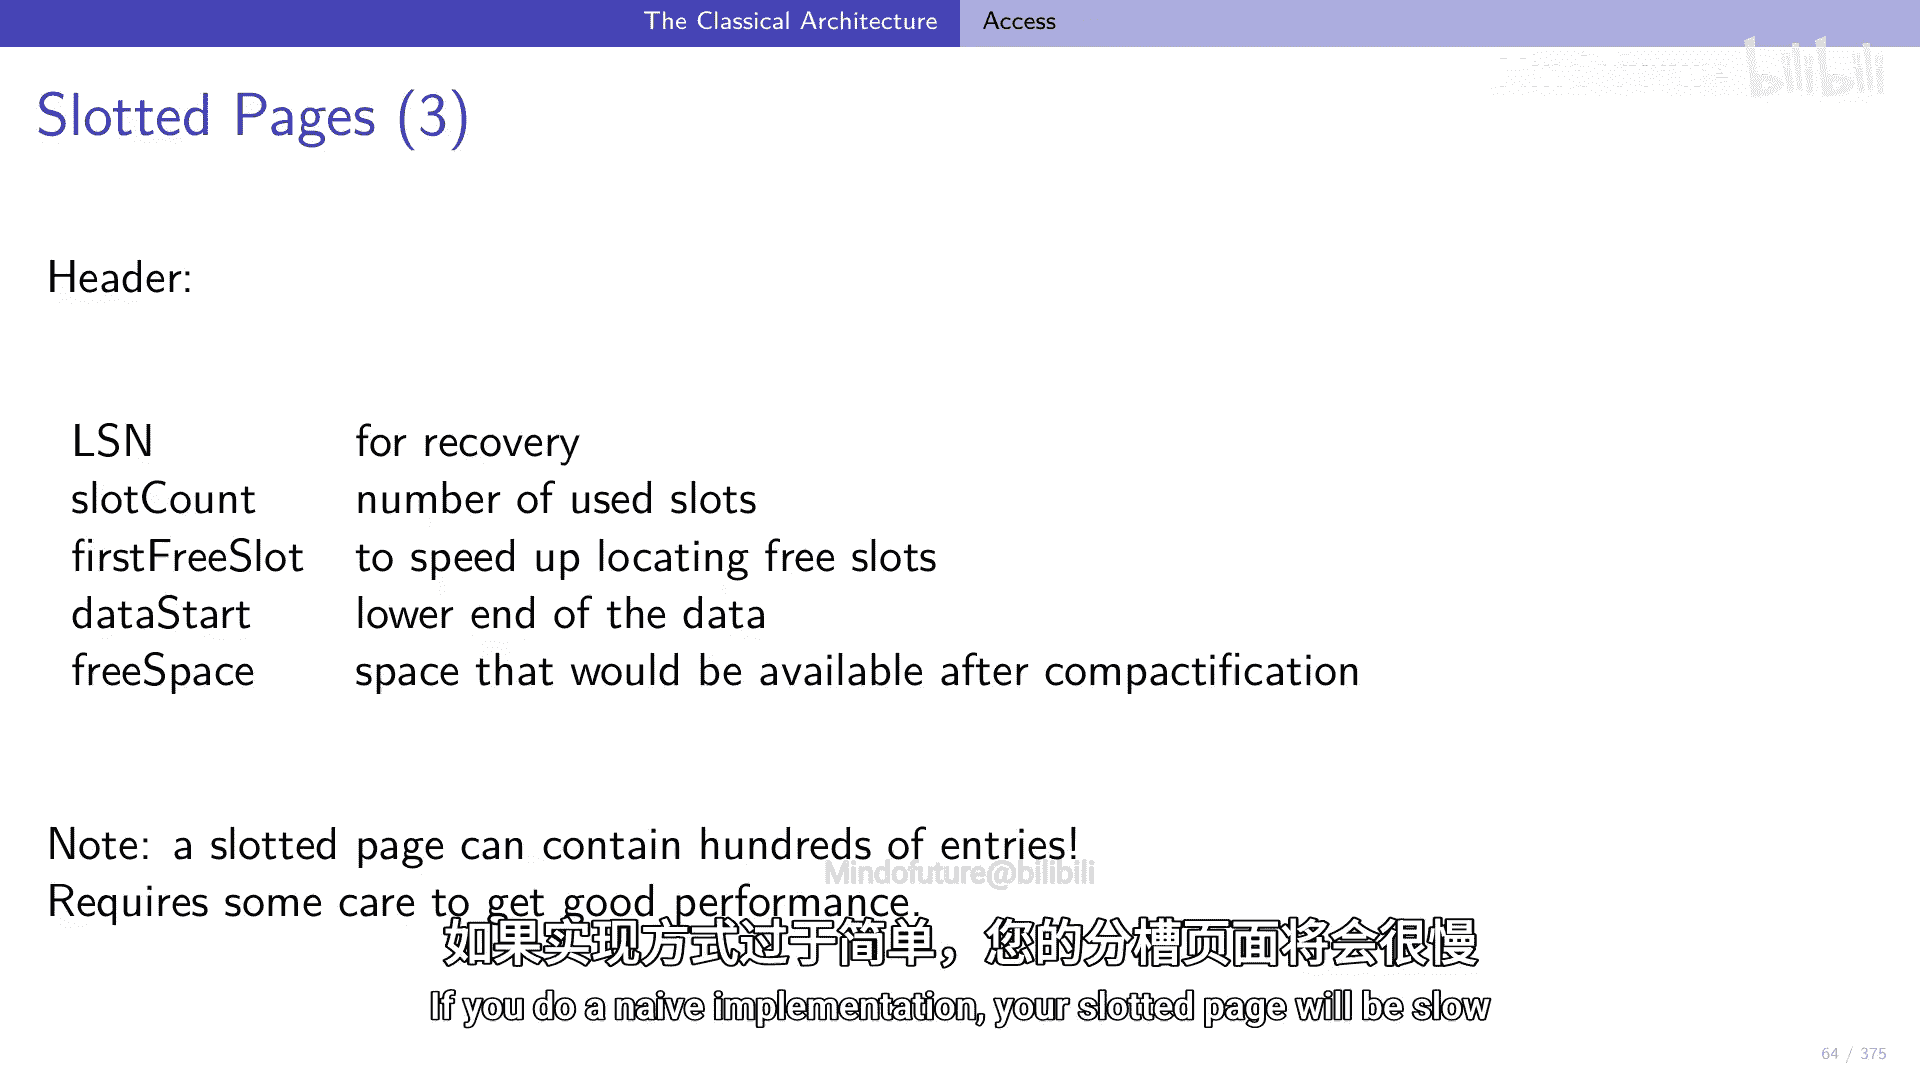 The Classical Architecture Access
bilibili
Slotted Pages (3)
Header:
LSN for recovery
slotCount number of used slots
firstFreeSlot to speed up locating free slots
dataStart lower end of the data
freeSpace space that would be available after compactification
Note: a slotted page can contain hundreds of entries!
Mindofuture@bilibili
Requires some care to get good performance.
如果实现方式过于简单，您的分槽页面将会很慢
If you do a naive implementation, your slotted page will be slow
64 / 375